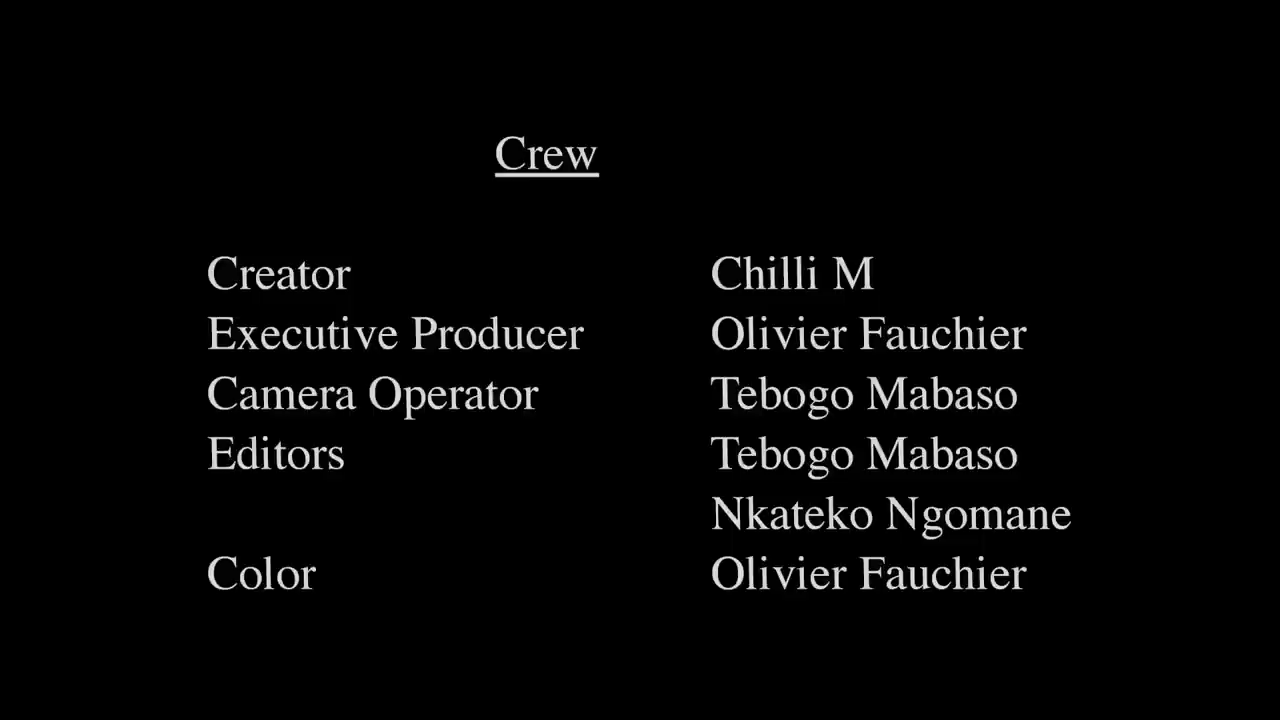 Crew
Creator Chilli M
Executive Producer Olivier Fauchier
Camera Operator Tebogo Mabaso
Editors Tebogo Mabaso
Nkateko Ngomane
Color Olivier Fauchier